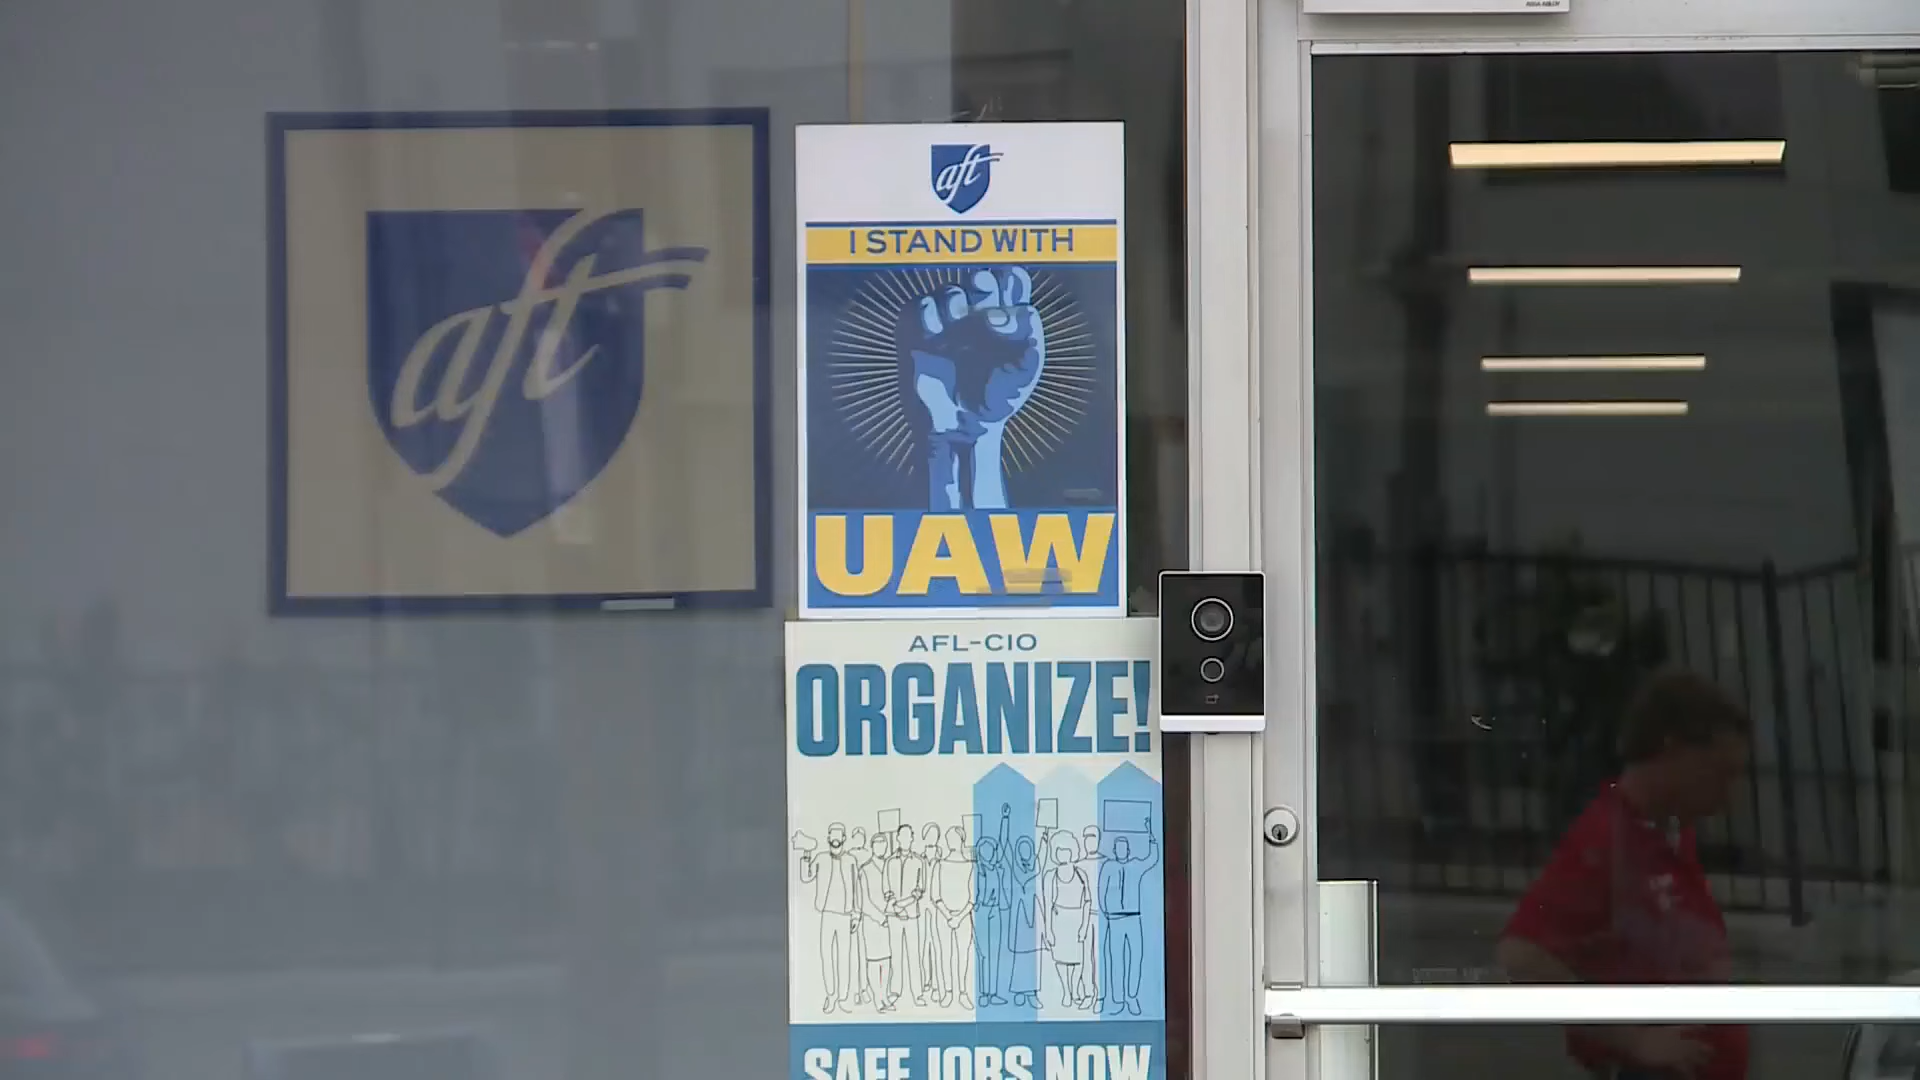 aft
aft
I STAND WITH
UAW
AFL-CIO
ORGANIZE!
SAFE JOBS NOW